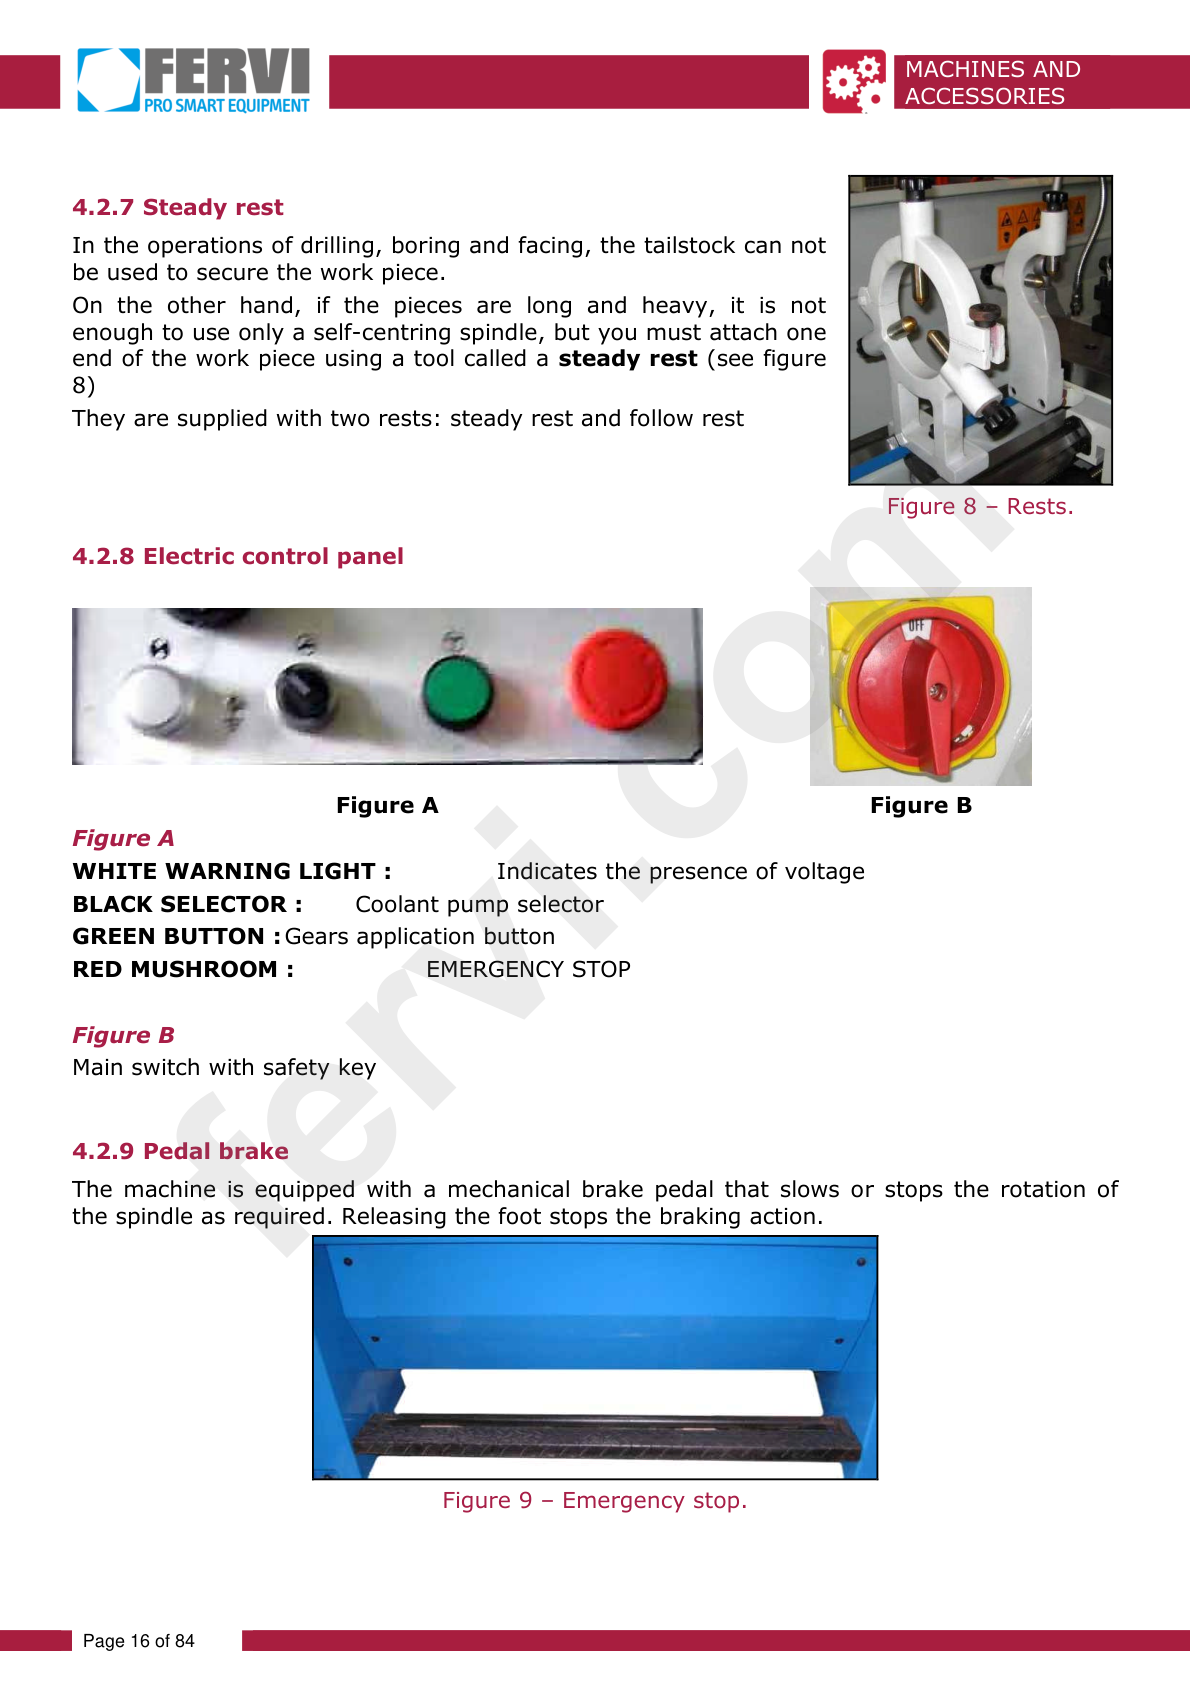 FERVI
PRO SMART EQUIPMENT
MACHINES AND
ACCESSORIES
4.2.7 Steady rest
In the operations of drilling, boring and facing, the tailstock can not
be used to secure the work piece.
On the other hand, if the pieces are long and heavy, it is not
enough to use only a self-centring spindle, but you must attach one
end of the work piece using a tool called a steady rest (see figure
8)
They are supplied with two rests: steady rest and follow rest
Figure 8 – Rests.
4.2.8 Electric control panel
OFF
Figure A
Figure B
Figure A
WHITE WARNING LIGHT : Indicates the presence of voltage
BLACK SELECTOR : Coolant pump selector
GREEN BUTTON : Gears application button
RED MUSHROOM : EMERGENCY STOP
Figure B
Main switch with safety key
4.2.9 Pedal brake
The machine is equipped with a mechanical brake pedal that slows or stops the rotation of
the spindle as required. Releasing the foot stops the braking action.
Figure 9 – Emergency stop.
fervi.com
Page 16 of 84